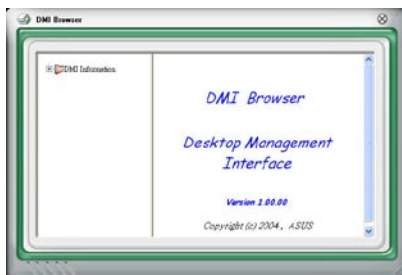 DMI Browser
DMI Information
DMI Browser
Desktop Management
Interface
Version 1.00.00
Copyright (c) 2004, ASUS